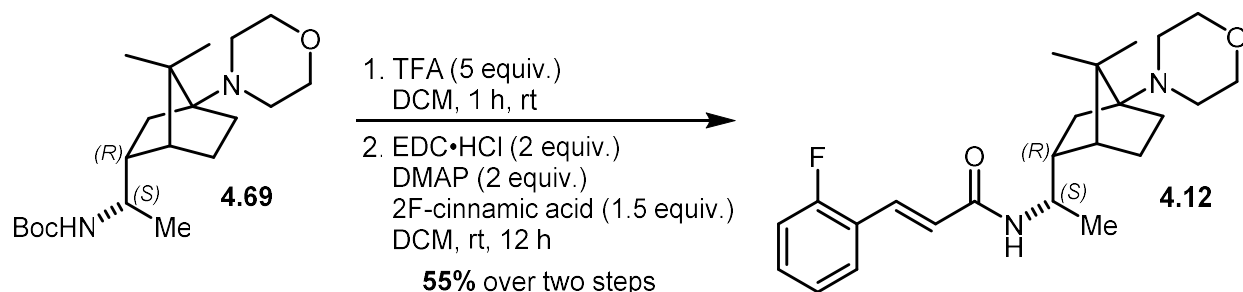 O
N
(R)
(S)
BocHN
Me
4.69
1. TFA (5 equiv.)
DCM, 1 h, rt
2. EDC•HCl (2 equiv.)
DMAP (2 equiv.)
2F-cinnamic acid (1.5 equiv.)
DCM, rt, 12 h
55% over two steps
O
N
(R)
F
O
(S)
N
H
Me
4.12